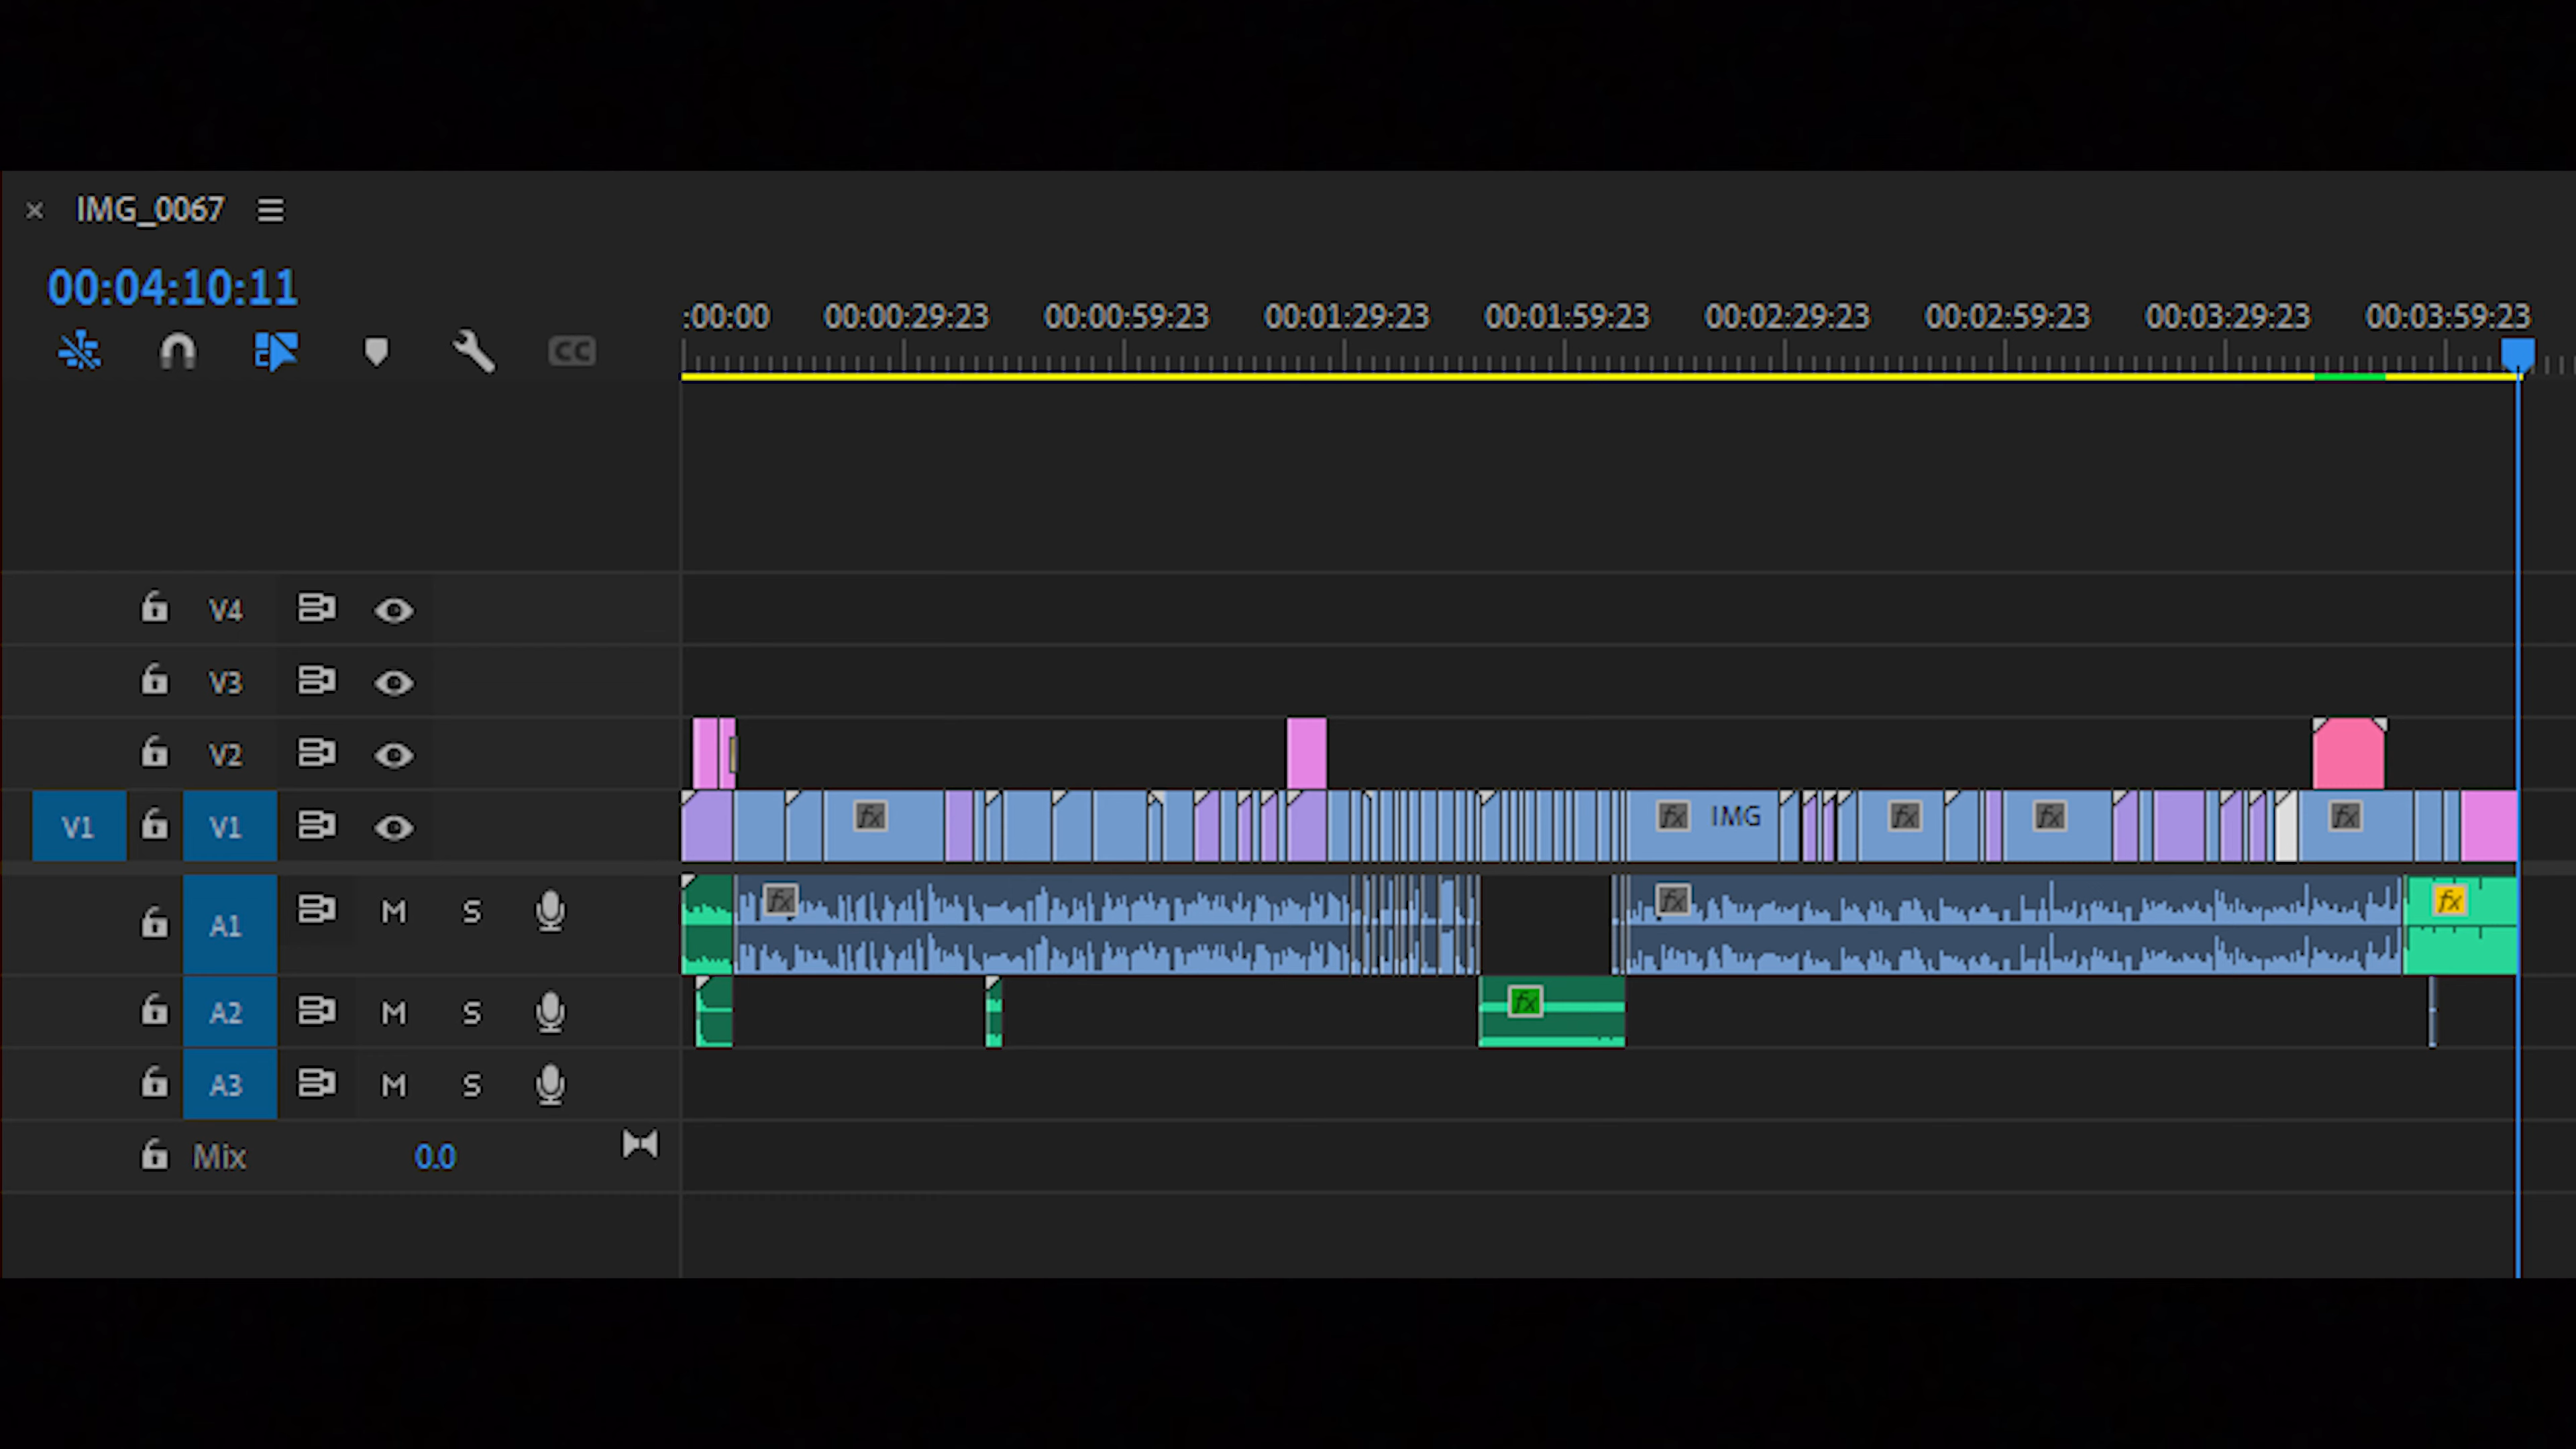 × IMG_0067
00:04:10:11
:00:00 00:00:29:23 00:00:59:23 00:01:29:23 00:01:59:23 00:02:29:23 00:02:59:23 00:03:29:23 00:03:59:23
CC
V4
V3
V2
V1 V1 fx fx IMG fx fx fx
A1 M S fx fx fx
A2 M S fx
A3 M S
Mix 0.0